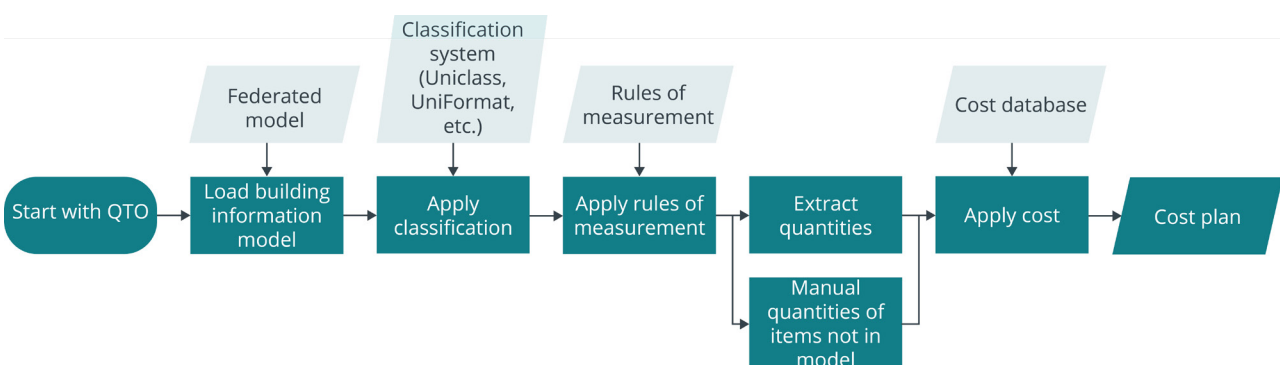 Classification
system
(Uniclass,
UniFormat,
etc.)
Federated
model
Rules of
measurement
Cost database
Start with QTO
Load building
information
model
Apply
classification
Apply rules of
measurement
Extract
quantities
Apply cost
Cost plan
Manual
quantities of
items not in
model